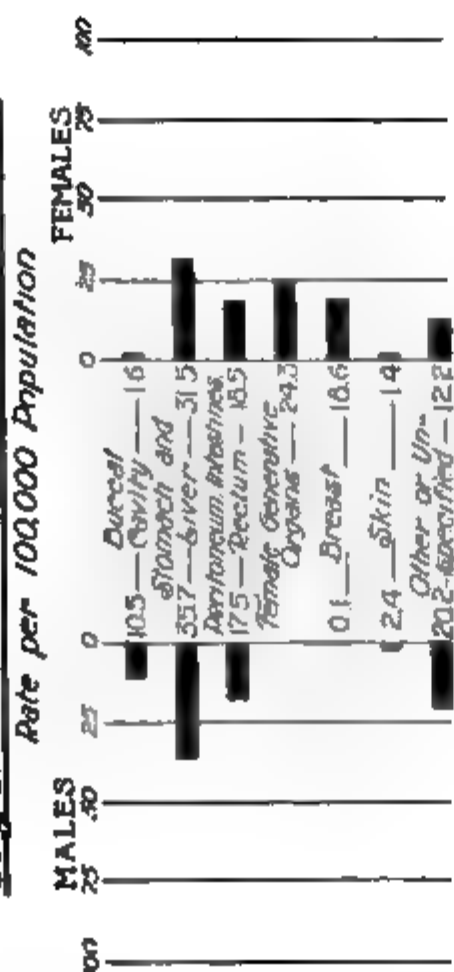 Rate per 100,000 Population
MALES FEMALES
100 75 50 25 0 0 25 50 75 100
Buccal
10.5 — Cavity — 1.6
Stomach and
35.7 — Liver — 31.5
Peritoneum Intestines
17.5 — Rectum — 18.5
Female Generative
Organs — 24.3
0.1 — Breast — 18.6
2.4 — Skin — 1.4
Other or Un-
20.2 - specified - 12.2